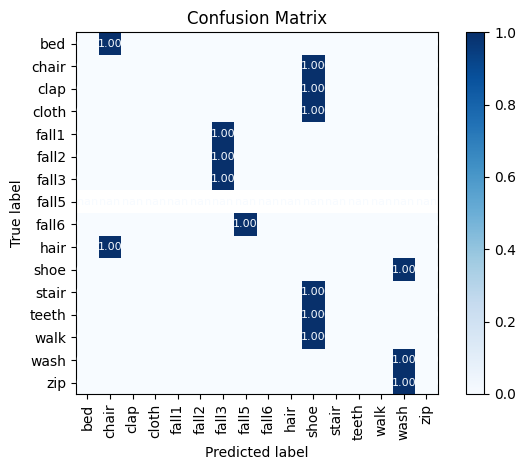 Confusion Matrix
True label
bed 1.00
chair 1.00
clap 1.00
cloth 1.00
fall1 1.00
fall2 1.00
fall3 1.00
fall5
fall6 1.00
hair 1.00
shoe 1.00
stair 1.00
teeth 1.00
walk 1.00
wash 1.00
zip 1.00
bed chair clap cloth fall1 fall2 fall3 fall5 fall6 hair shoe stair teeth walk wash zip
Predicted label
1.0
0.8
0.6
0.4
0.2
0.0